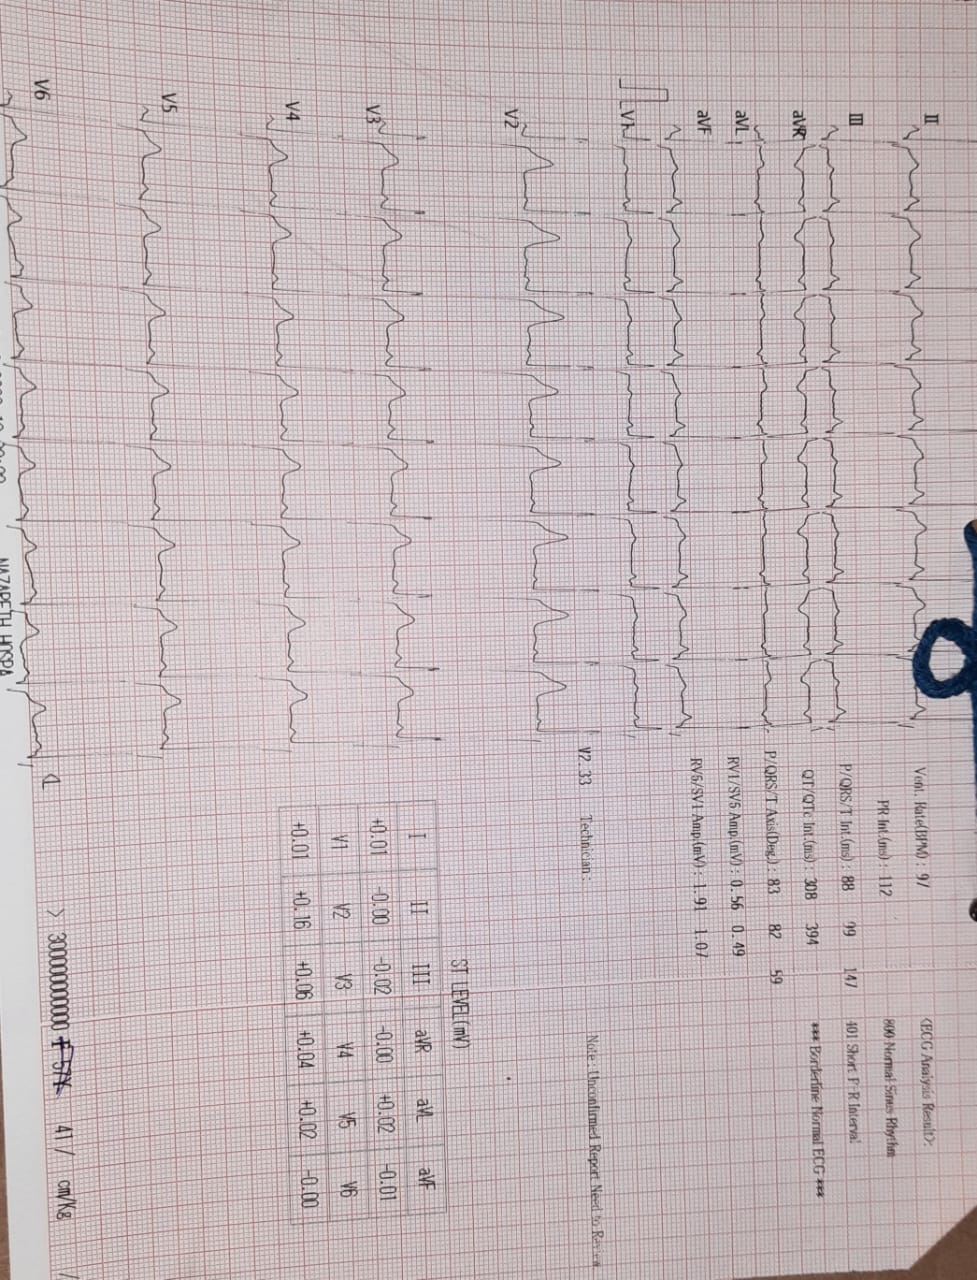 II
III
aVR
aVL
aVF
V1
V2
V3
V4
V5
V6
Vent. Rate(BPM) : 97
PR Int.(ms) : 112
P/QRS/T Int.(ms) : 88 99 147
QT/QTc Int.(ms) : 308 394
P/QRS/T Axis(Deg.) : 83 82 59
RV1/SV5 Amp.(mV) : 0.56 0.49
RV5/SV1 Amp.(mV) : 1.91 1.07
<ECG Analysis Result>:
800 Normal Sinus Rhythm
401 Short P-R Interval
*** Borderline Normal ECG ***
V2.33 Technician :
Note : Unconfirmed Report Need to Review
ST LEVEL(mV)
I II III aVR aVL aVF
+0.01 -0.00 -0.02 -0.00 +0.02 -0.01
V1 V2 V3 V4 V5 V6
+0.01 +0.16 +0.06 +0.04 +0.02 -0.00
41 / cm/Kg /
NAZARETH HOSPA